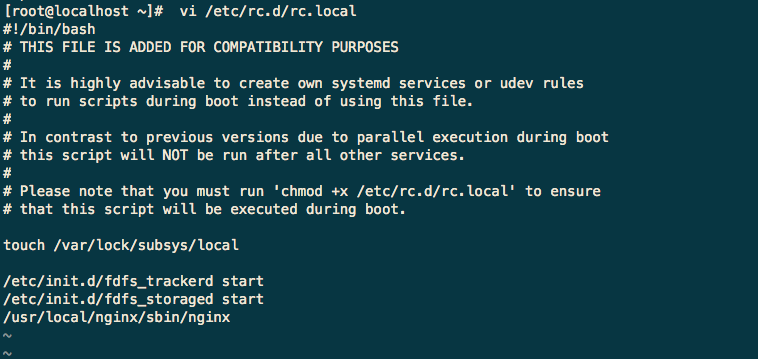 [root@localhost ~]#  vi /etc/rc.d/rc.local
#!/bin/bash
# THIS FILE IS ADDED FOR COMPATIBILITY PURPOSES
#
# It is highly advisable to create own systemd services or udev rules
# to run scripts during boot instead of using this file.
#
# In contrast to previous versions due to parallel execution during boot
# this script will NOT be run after all other services.
#
# Please note that you must run 'chmod +x /etc/rc.d/rc.local' to ensure
# that this script will be executed during boot.

touch /var/lock/subsys/local

/etc/init.d/fdfs_trackerd start
/etc/init.d/fdfs_storaged start
/usr/local/nginx/sbin/nginx
~
~